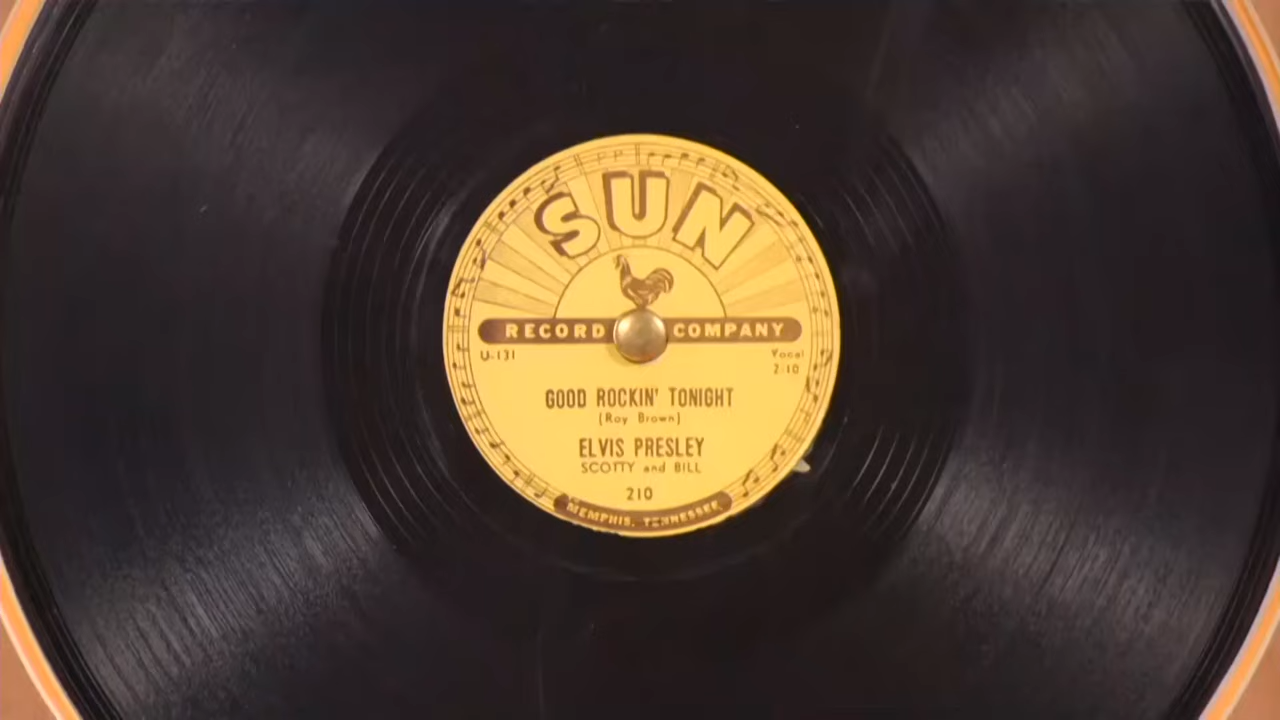 SUN
RECORD COMPANY
U-131
Vocal
2:10
GOOD ROCKIN' TONIGHT
(Roy Brown)
ELVIS PRESLEY
SCOTTY and BILL
210
MEMPHIS, TENNESSEE